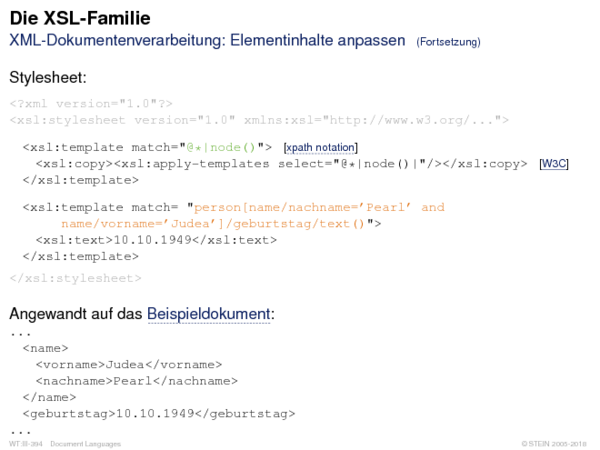 Die XSL-Familie
XML-Dokumentenverarbeitung: Elementinhalte anpassen (Fortsetzung)
Stylesheet:
<?xml version="1.0"?>
<xsl:stylesheet version="1.0" xmlns:xsl="http://www.w3.org/...">
<xsl:template match="@*|node()"> [xpath notation]
<xsl:copy><xsl:apply-templates select="@*|node()|"/></xsl:copy> [W3C]
</xsl:template>
<xsl:template match= "person[name/nachname='Pearl' and
name/vorname='Judea']/geburtstag/text()">
<xsl:text>10.10.1949</xsl:text>
</xsl:template>
</xsl:stylesheet>
Angewandt auf das Beispieldokument:
...
<name>
<vorname>Judea</vorname>
<nachname>Pearl</nachname>
</name>
<geburtstag>10.10.1949</geburtstag>
...
WT:III-394 Document Languages © STEIN 2005-2018